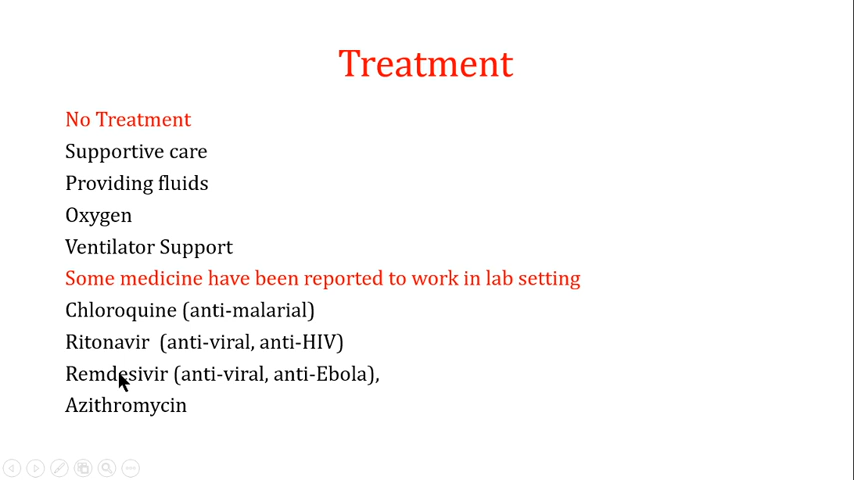 Treatment
No Treatment
Supportive care
Providing fluids
Oxygen
Ventilator Support
Some medicine have been reported to work in lab setting
Chloroquine (anti-malarial)
Ritonavir (anti-viral, anti-HIV)
Remdesivir (anti-viral, anti-Ebola),
Azithromycin